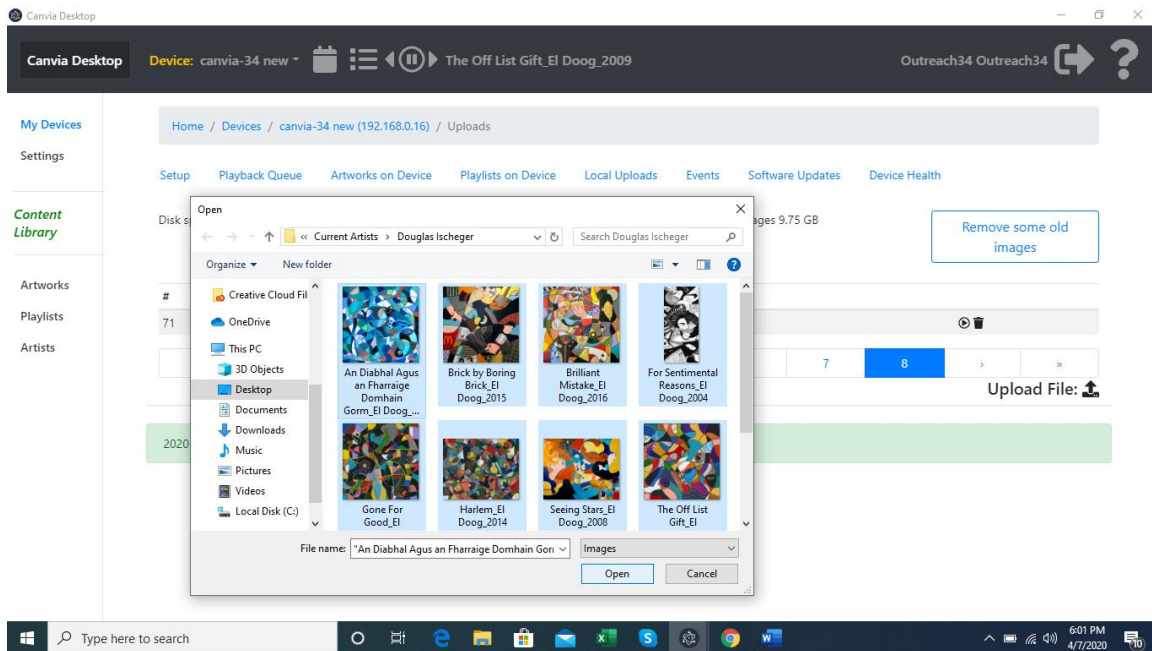 Canvia Desktop
Canvia Desktop
Device: canvia-34 new
The Off List Gift_El Doog_2009
Outreach34 Outreach34
?
My Devices
Settings
Content
Library
Artworks
Playlists
Artists
Home / Devices / canvia-34 new (192.168.0.16) / Uploads
Setup Playback Queue Artworks on Device Playlists on Device Local Uploads Events Software Updates Device Health
Disk sp
ages 9.75 GB
Remove some old
images
#
71
7 8 › »
Upload File:
2020
Open
« Current Artists › Douglas Ischeger
Search Douglas Ischeger
Organize New folder
Creative Cloud Fil
OneDrive
This PC
3D Objects
Desktop
Documents
Downloads
Music
Pictures
Videos
Local Disk (C:)
An Diabhal Agus
an Fharraige
Domhain
Gorm_El Doog_...
Brick by Boring
Brick_El
Doog_2015
Brilliant
Mistake_El
Doog_2016
For Sentimental
Reasons_El
Doog_2004
Gone For
Good_El
Harlem_El
Doog_2014
Seeing Stars_El
Doog_2008
The Off List
Gift_El
File name: "An Diabhal Agus an Fharraige Domhain Gorı
Images
Open Cancel
Type here to search
6:01 PM
4/7/2020
10